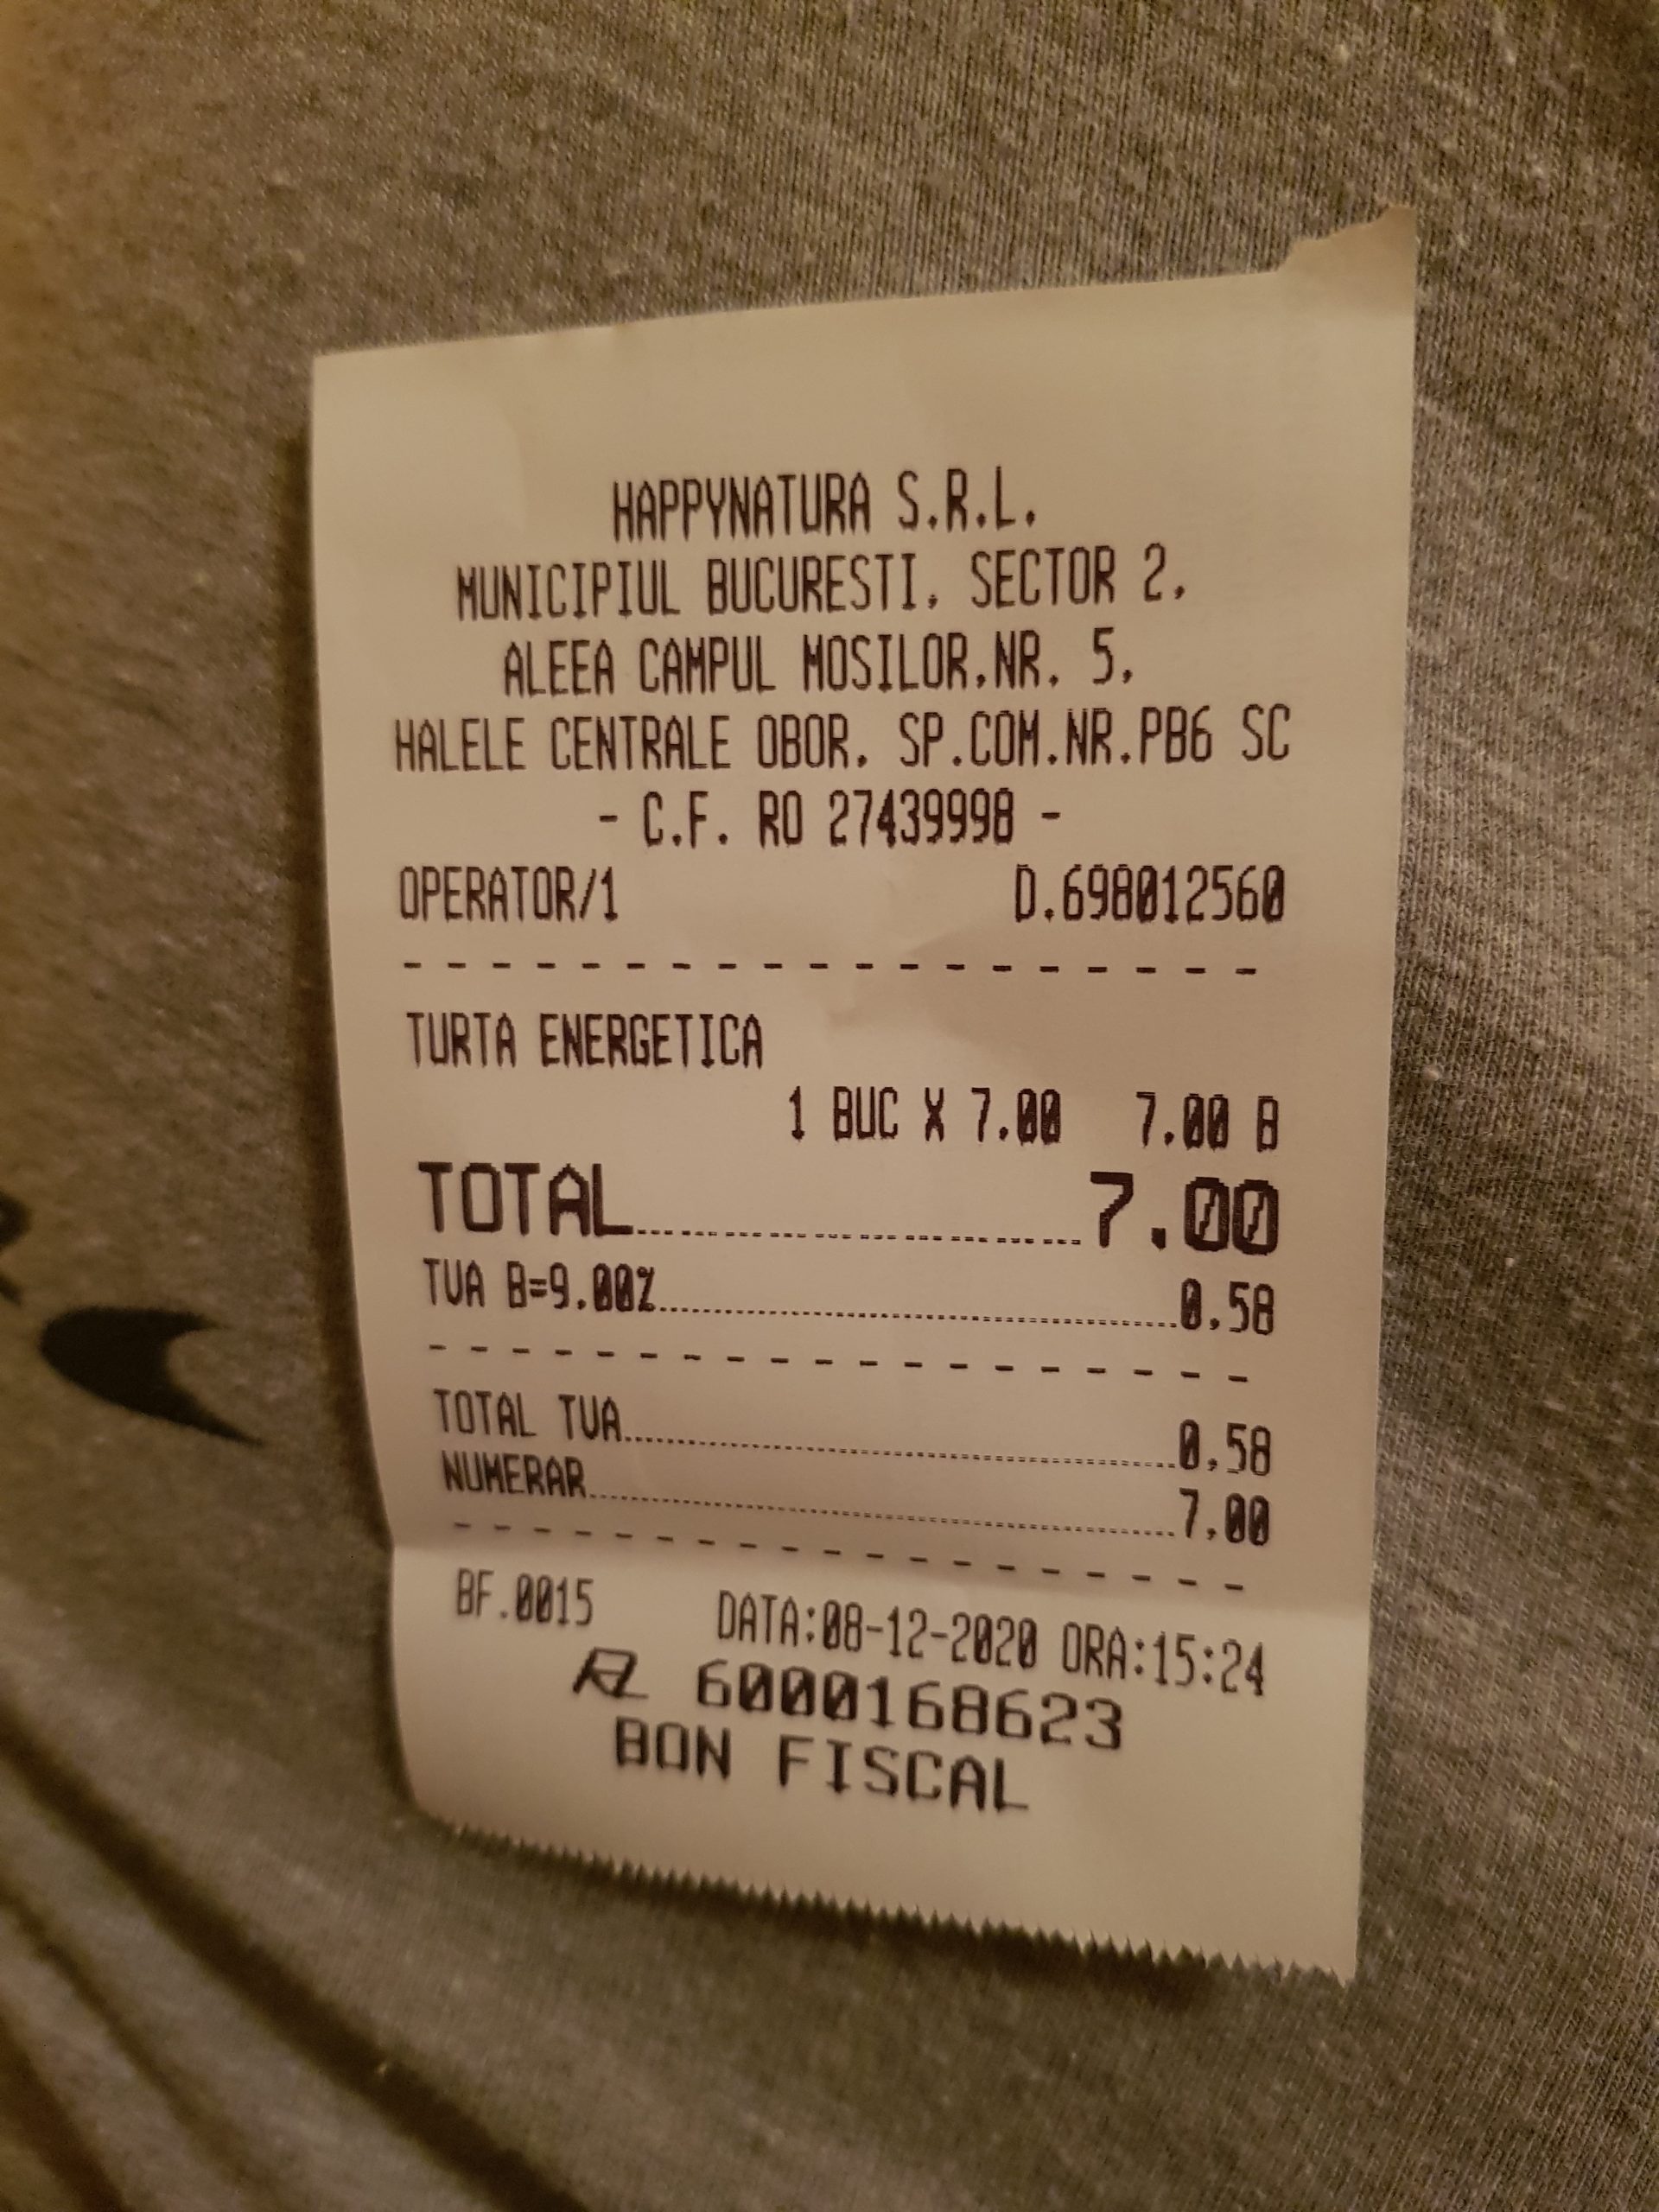 HAPPYNATURA S.R.L.
MUNICIPIUL BUCURESTI, SECTOR 2,
ALEEA CAMPUL MOSILOR,NR. 5,
HALELE CENTRALE OBOR, SP.COM.NR.PB6 SC
- C.F. RO 27439998 -
OPERATOR/1 D.698012560
TURTA ENERGETICA
1 BUC X 7.00 7.00 B
TOTAL 7.00
TVA B=9.00% 0.58
TOTAL TVA 0.58
NUMERAR 7.00
BF.0015 DATA:08-12-2020 ORA:15:24
6000168623
BON FISCAL